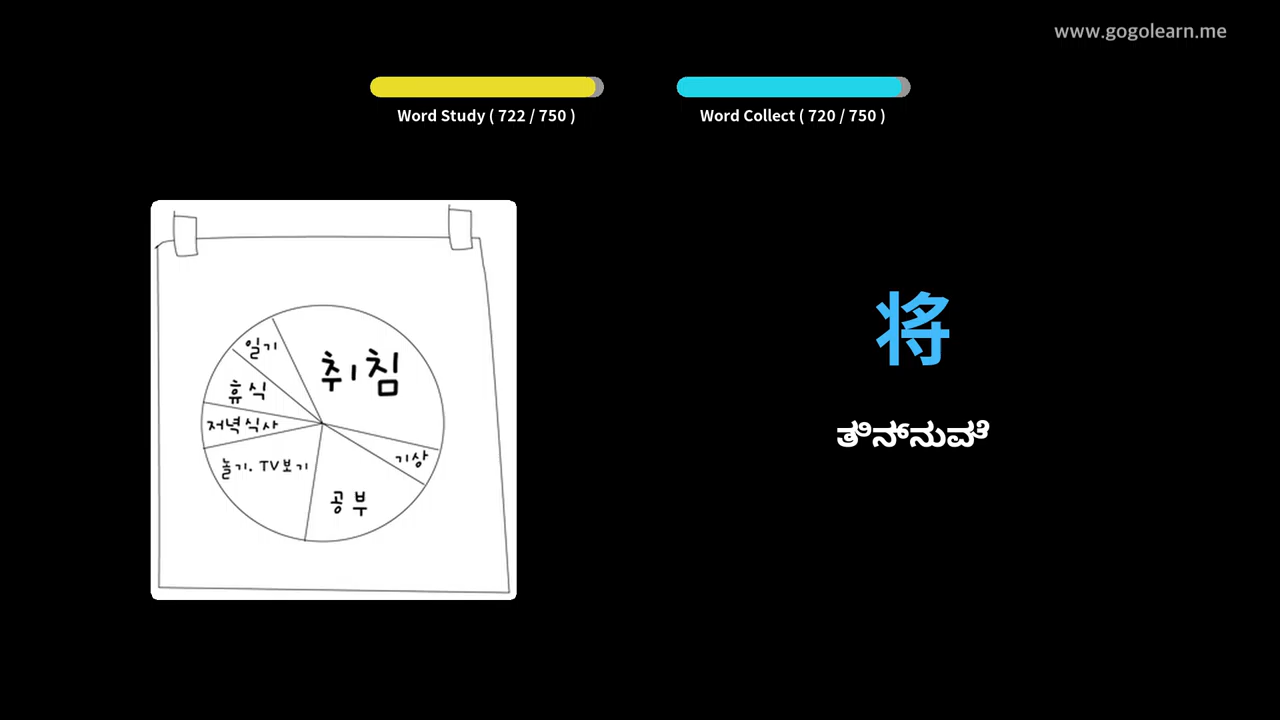 www.gogolearn.me
Word Study ( 722 / 750 )
Word Collect ( 720 / 750 )
일기
취침
휴식
저녁식사
기상
놀기. TV보기
공부
将
ತಿನ್ನುವೆ